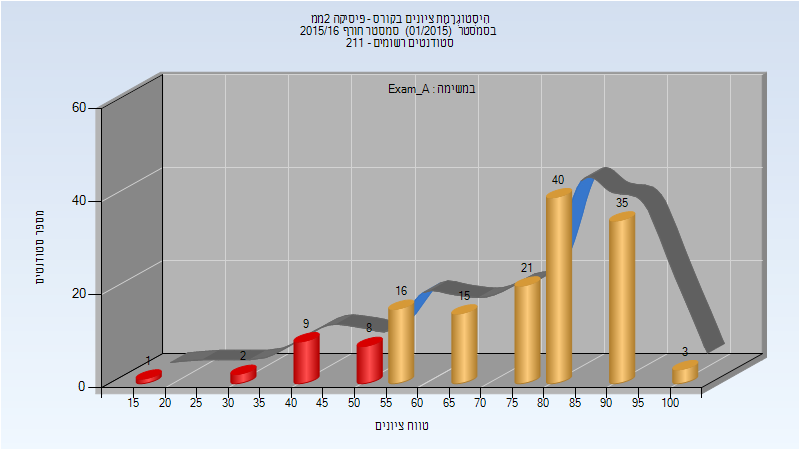 היסטוגרמת ציונים בקורס - פיסיקה 2ממ
בסמסטר (01/2015) סמסטר חורף 2015/16
סטודנטים רשומים - 211
במשימה : Exam_A
מספר סטודנטים
60
40
20
0
1
2
9
8
16
15
21
40
35
3
15 20 25 30 35 40 45 50 55 60 65 70 75 80 85 90 95 100
טווח ציונים